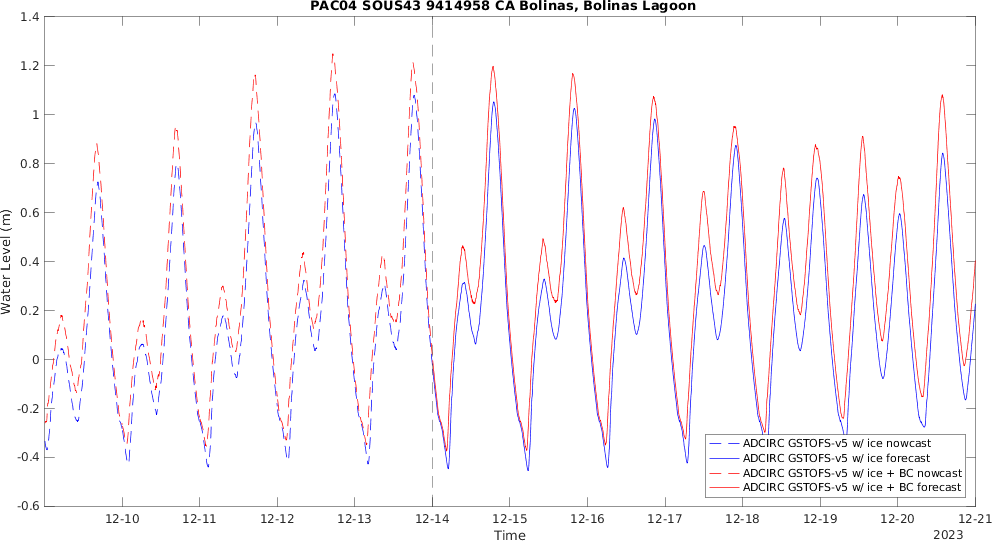 PAC04 SOUS43 9414958 CA Bolinas, Bolinas Lagoon
Water Level (m)
1.4
1.2
1
0.8
0.6
0.4
0.2
0
-0.2
-0.4
-0.6
ADCIRC GSTOFS-v5 w/ ice nowcast
ADCIRC GSTOFS-v5 w/ ice forecast
ADCIRC GSTOFS-v5 w/ ice + BC nowcast
ADCIRC GSTOFS-v5 w/ ice + BC forecast
12-10 12-11 12-12 12-13 12-14 12-15 12-16 12-17 12-18 12-19 12-20 12-21
Time
2023